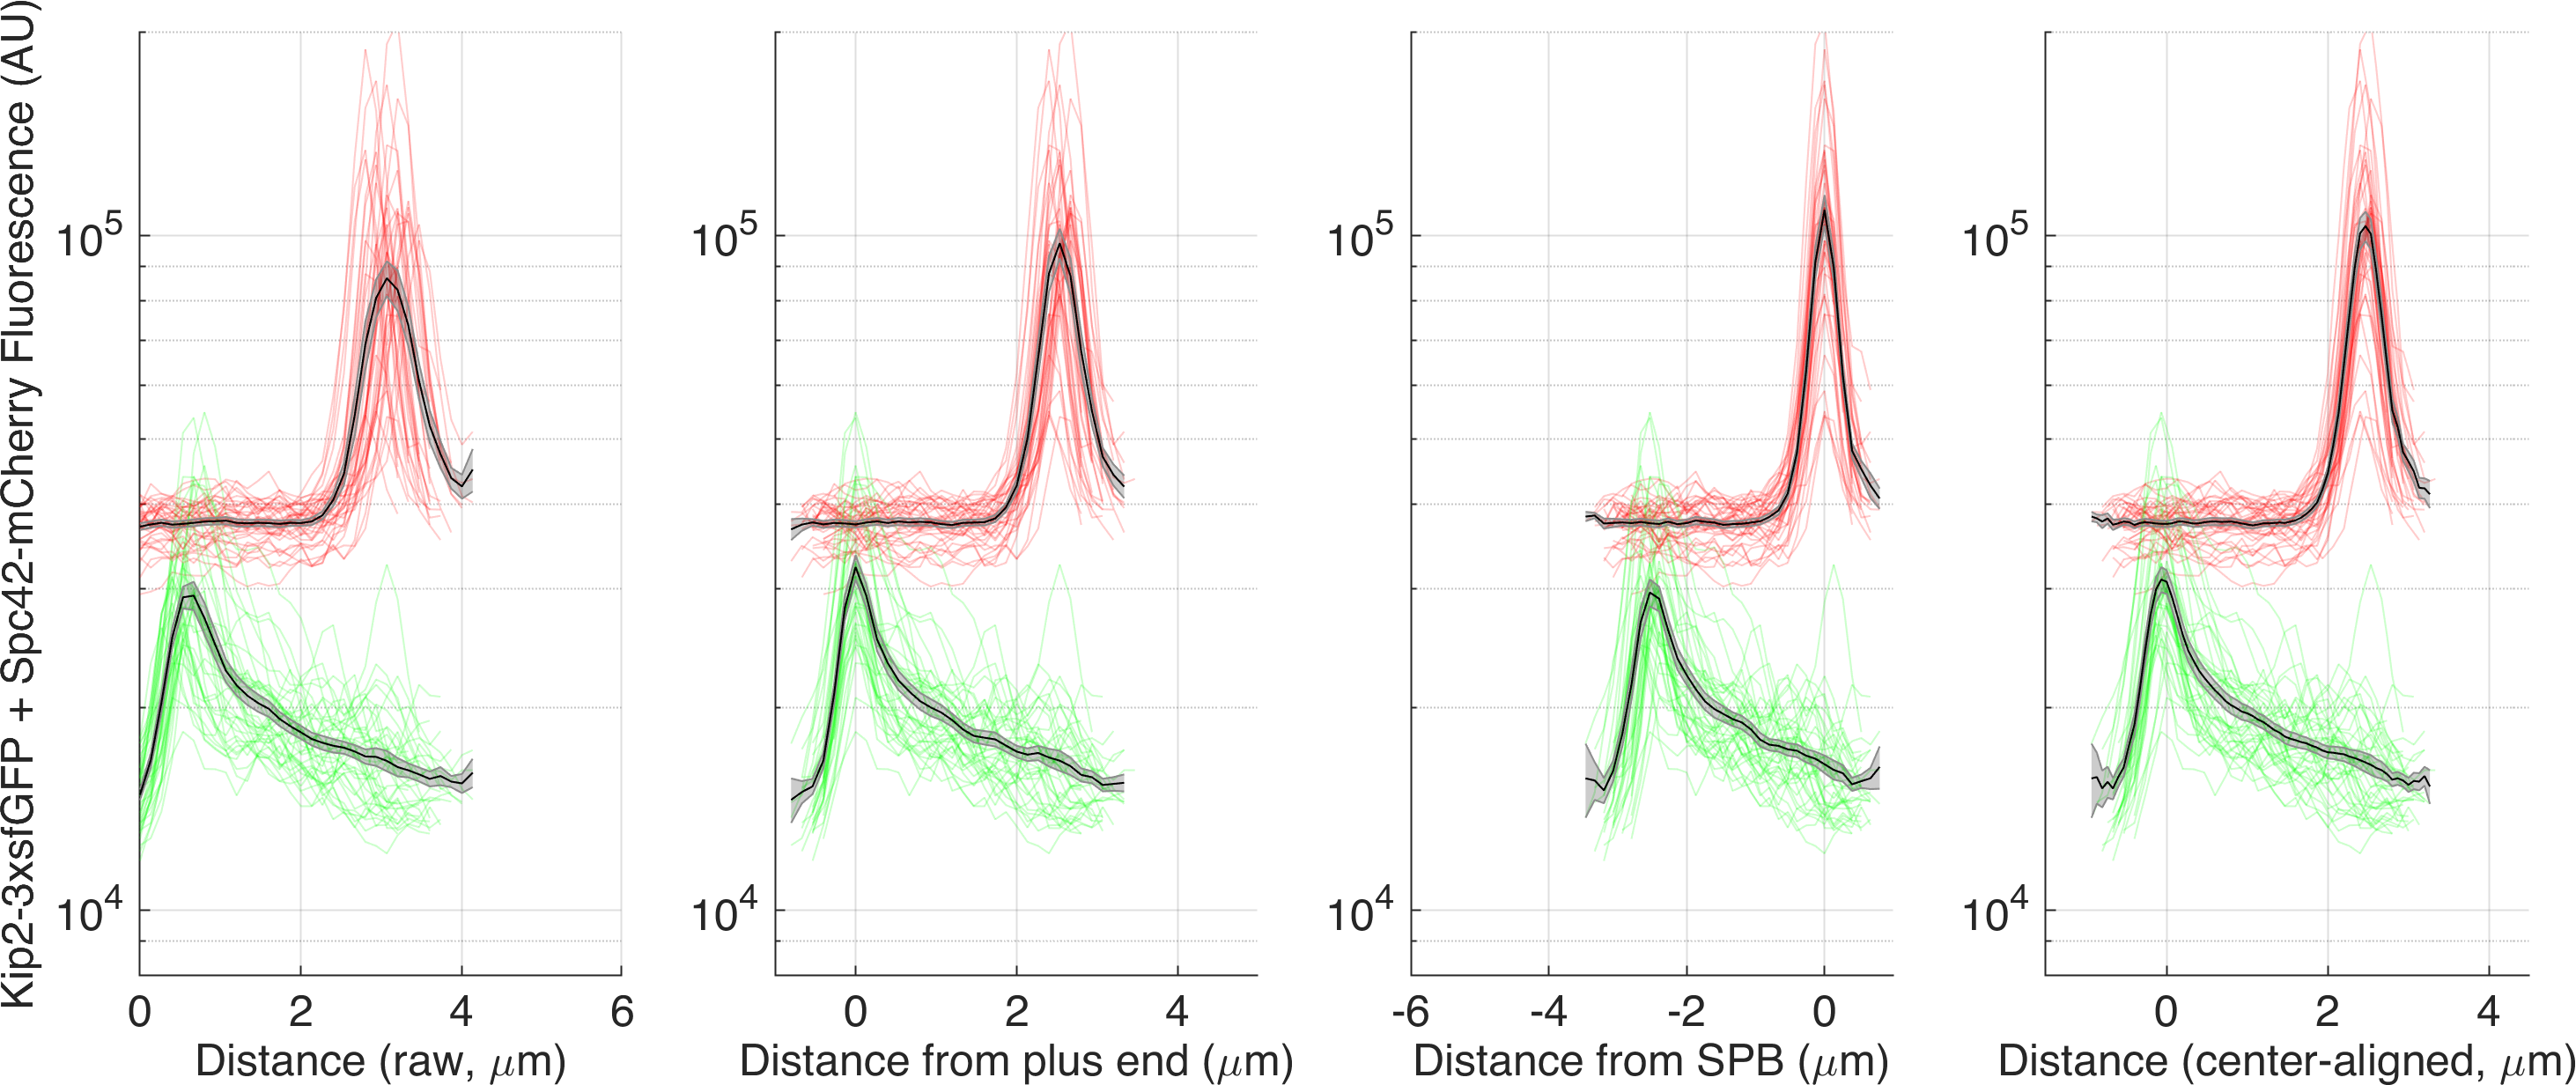 Kip2-3xsfGFP + Spc42-mCherry Fluorescence (AU)
10^5
10^4
0 2 4 6
Distance (raw, μm)
10^5
10^4
0 2 4
Distance from plus end (μm)
10^5
10^4
-6 -4 -2 0
Distance from SPB (μm)
10^5
10^4
0 2 4
Distance (center-aligned, μm)